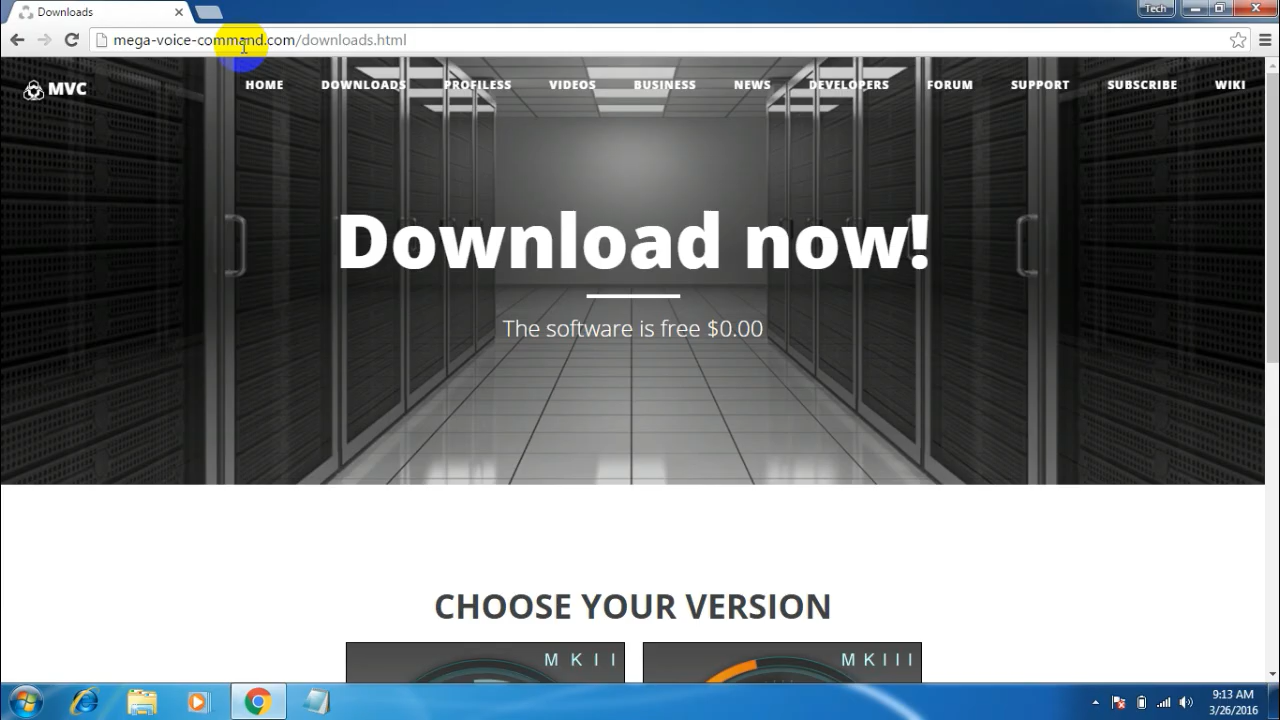 Downloads
Tech
mega-voice-command.com/downloads.html
MVC
HOME DOWNLOADS PROFILESS VIDEOS BUSINESS NEWS DEVELOPERS FORUM SUPPORT SUBSCRIBE WIKI
Download now!
The software is free $0.00
CHOOSE YOUR VERSION
MKII MKIII
9:13 AM
3/26/2016